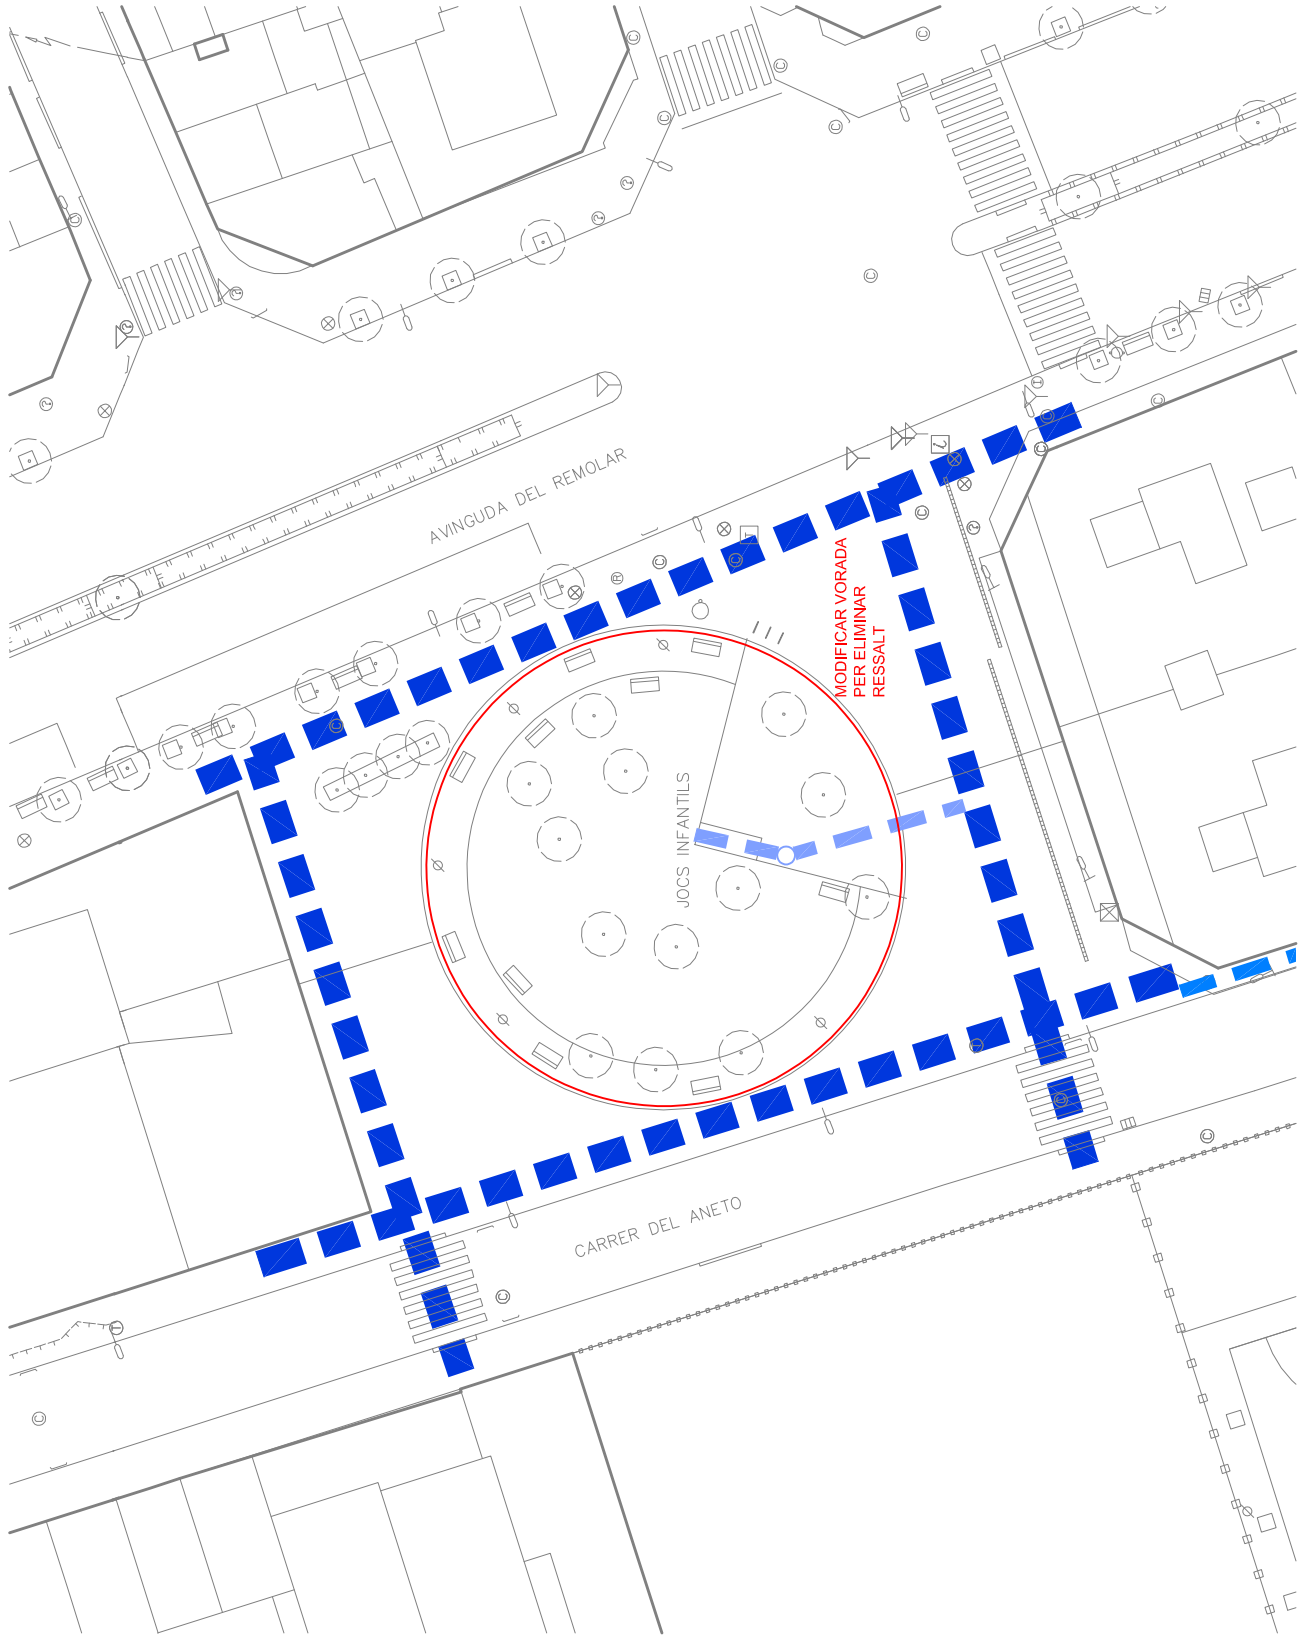 AVINGUDA DEL REMOLAR
MODIFICAR VORADA
PER ELIMINAR
RESSALT
JOCS INFANTILS
CARRER DEL ANETO